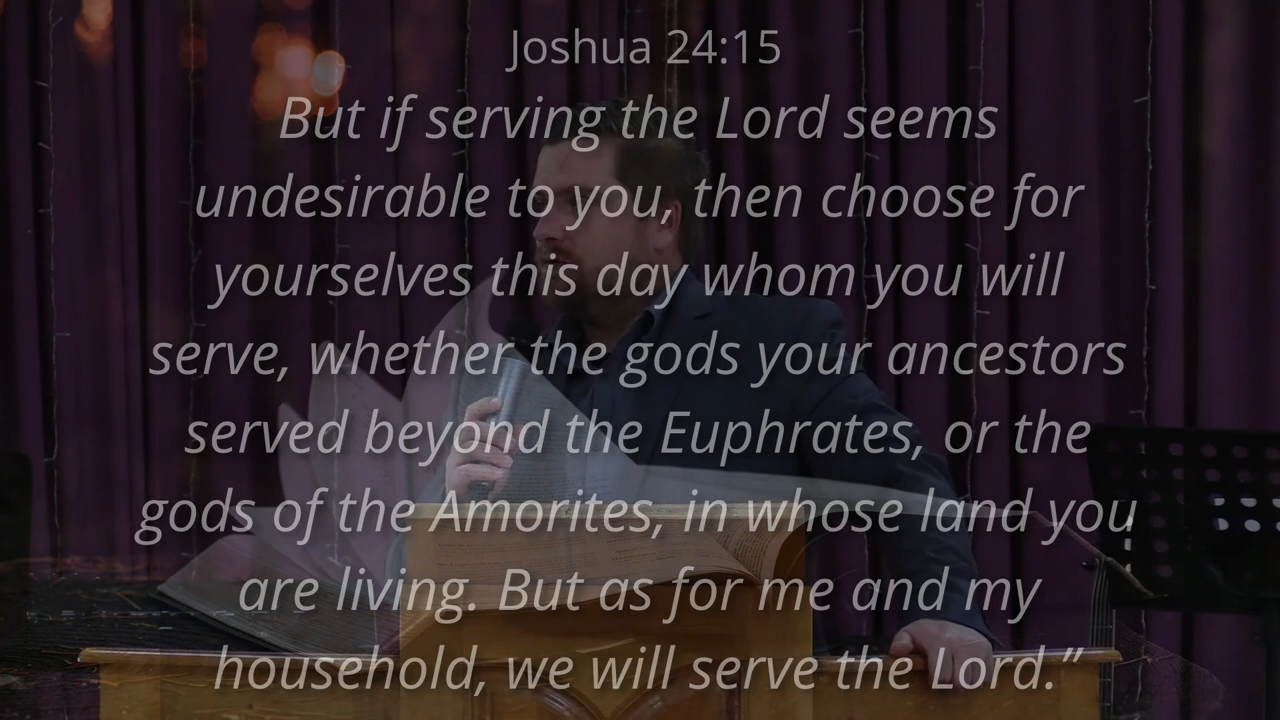 Joshua 24:15
But if serving the Lord seems
undesirable to you, then choose for
yourselves this day whom you will
serve, whether the gods your ancestors
served beyond the Euphrates, or the
gods of the Amorites, in whose land you
are living. But as for me and my
household, we will serve the Lord.”